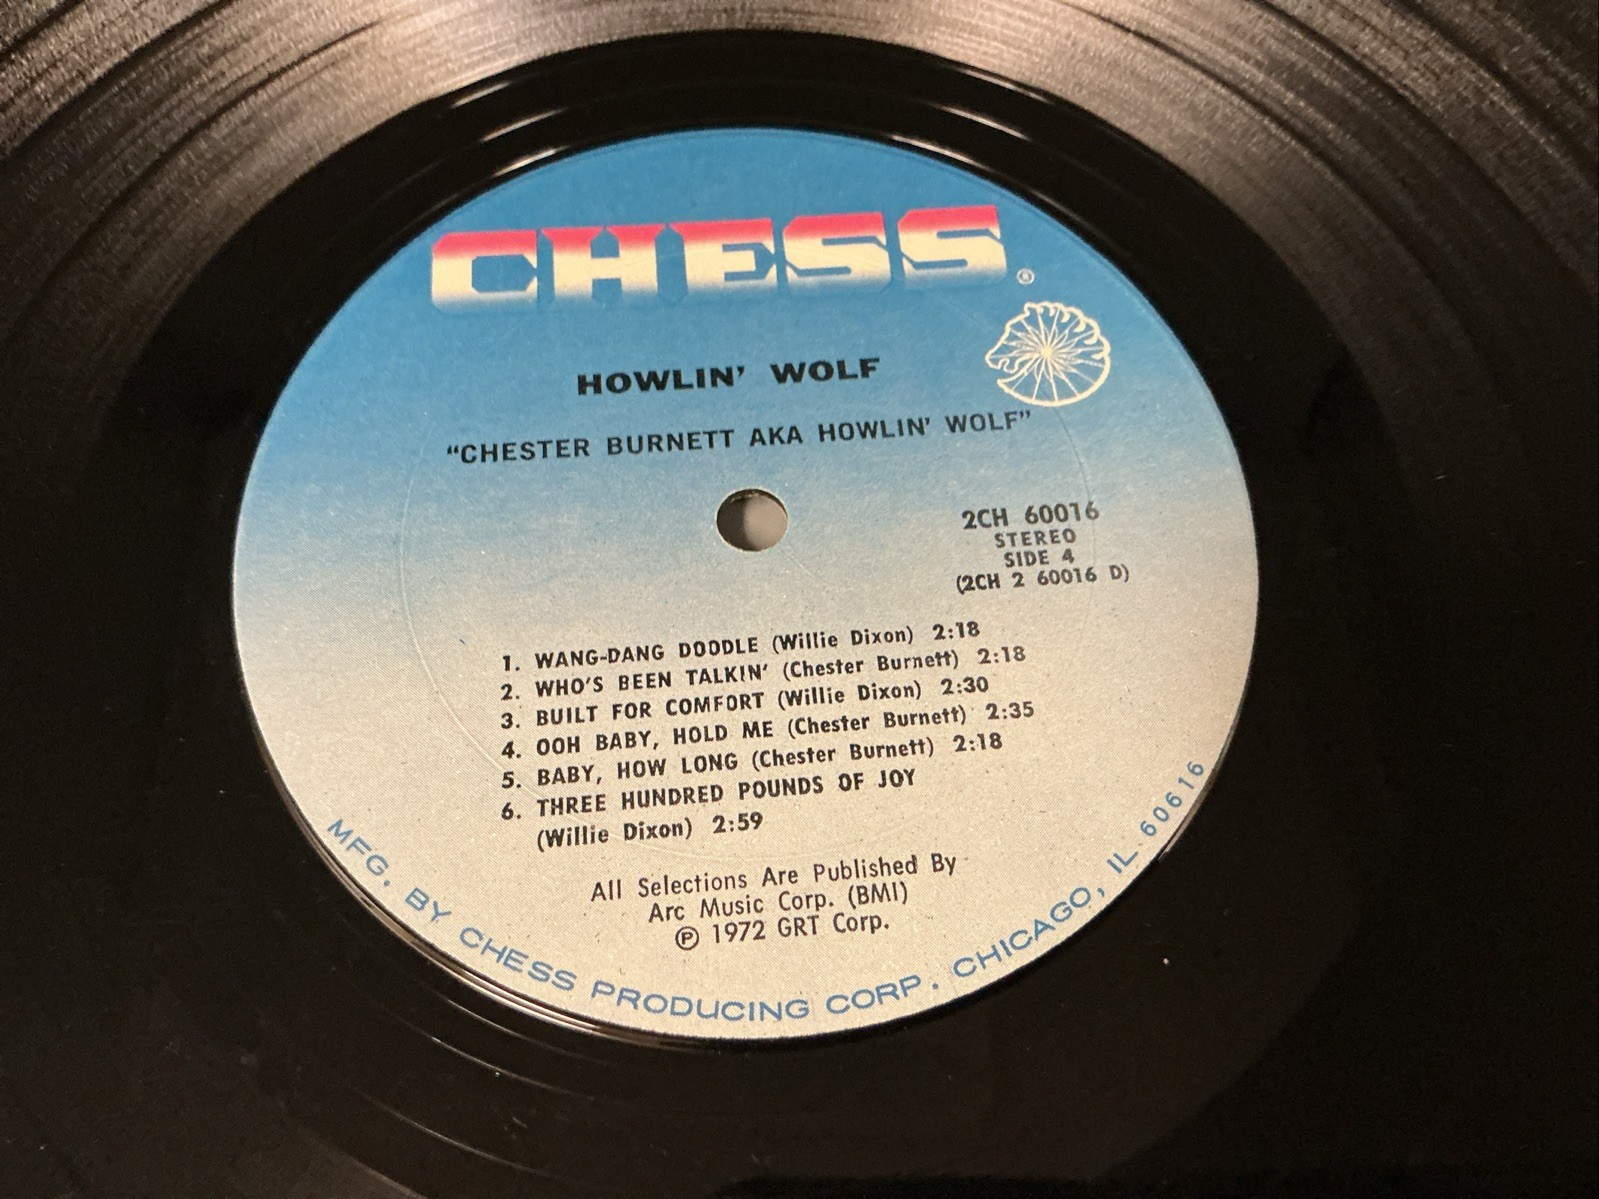 CHESS®
HOWLIN' WOLF
"CHESTER BURNETT AKA HOWLIN' WOLF"
2CH 60016
STEREO
SIDE 4
(2CH 2 60016 D)
1. WANG-DANG DOODLE (Willie Dixon) 2:18
2. WHO'S BEEN TALKIN' (Chester Burnett) 2:18
3. BUILT FOR COMFORT (Willie Dixon) 2:30
4. OOH BABY, HOLD ME (Chester Burnett) 2:35
5. BABY, HOW LONG (Chester Burnett) 2:18
6. THREE HUNDRED POUNDS OF JOY
(Willie Dixon) 2:59
All Selections Are Published By
Arc Music Corp. (BMI)
℗ 1972 GRT Corp.
MFG. BY CHESS PRODUCING CORP. CHICAGO, IL. 60616